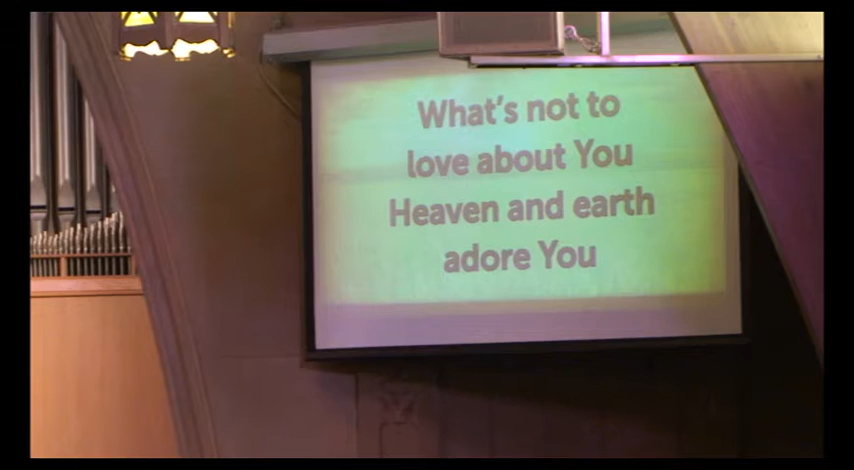 What's not to
love about You
Heaven and earth
adore You